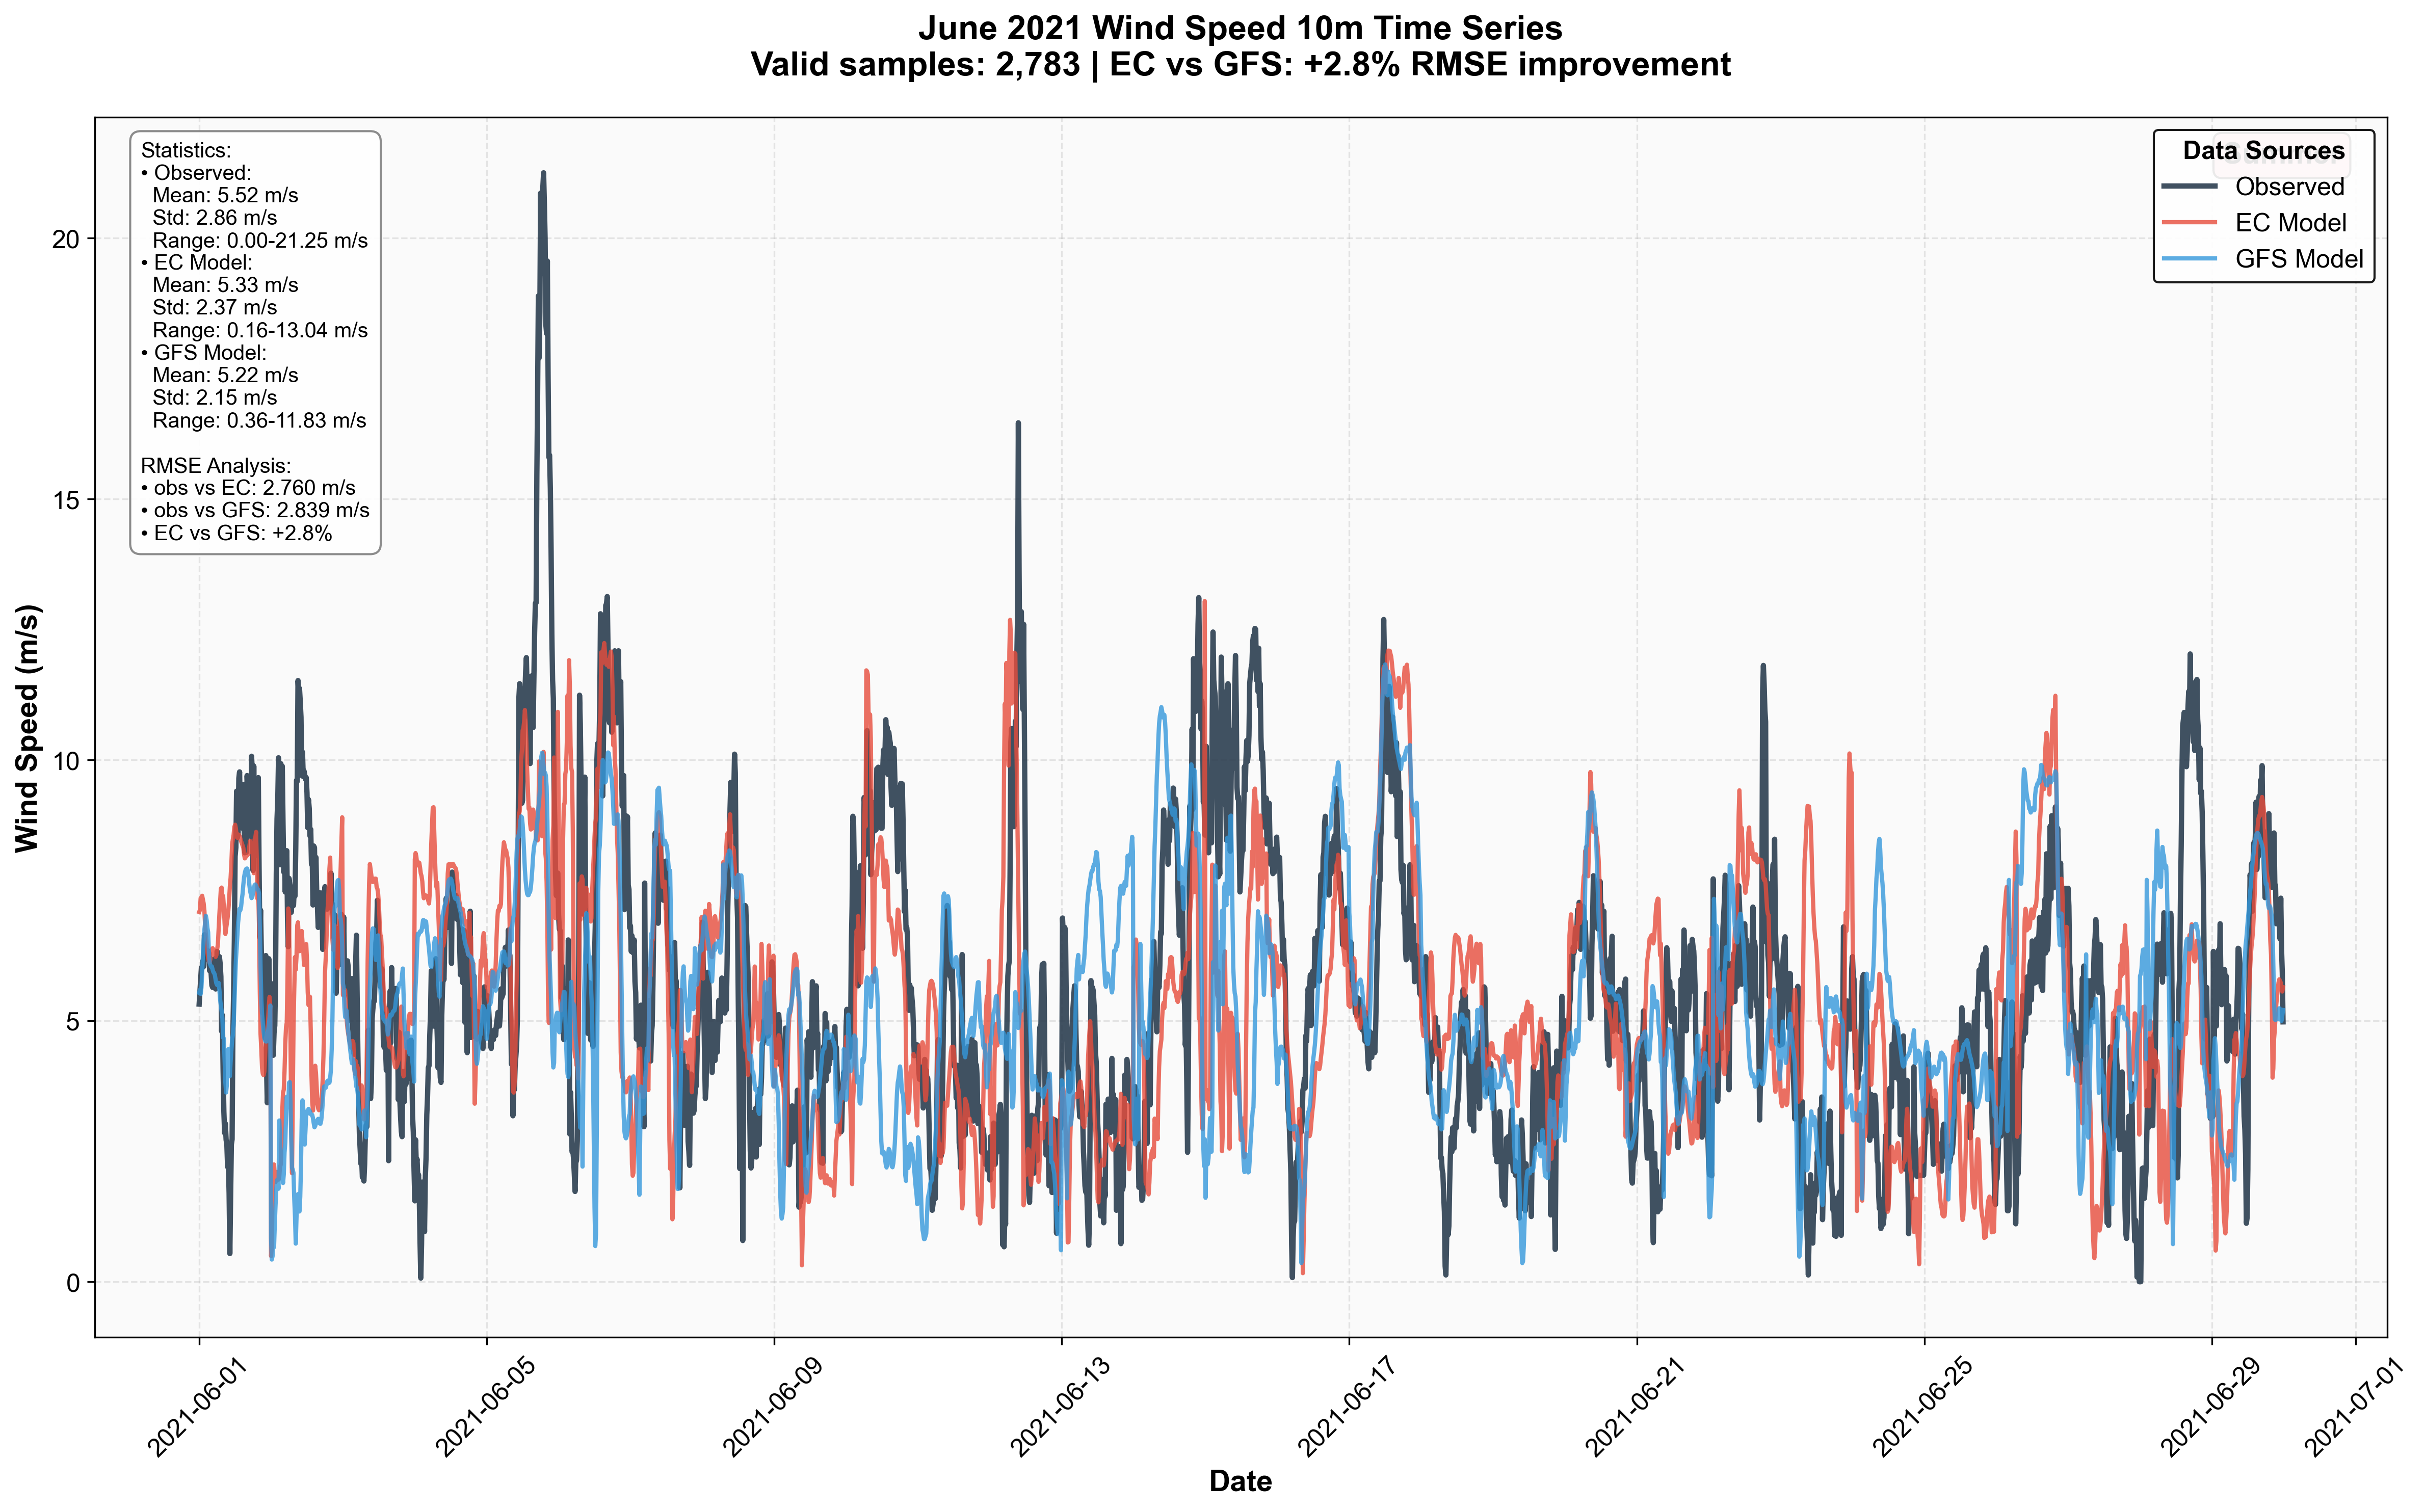 June 2021 Wind Speed 10m Time Series
Valid samples: 2,783 | EC vs GFS: +2.8% RMSE improvement
Statistics:
• Observed:
Mean: 5.52 m/s
Std: 2.86 m/s
Range: 0.00-21.25 m/s
• EC Model:
Mean: 5.33 m/s
Std: 2.37 m/s
Range: 0.16-13.04 m/s
• GFS Model:
Mean: 5.22 m/s
Std: 2.15 m/s
Range: 0.36-11.83 m/s
RMSE Analysis:
• obs vs EC: 2.760 m/s
• obs vs GFS: 2.839 m/s
• EC vs GFS: +2.8%
Data Sources
Observed
EC Model
GFS Model
Wind Speed (m/s)
20
15
10
5
0
2021-06-01
2021-06-05
2021-06-09
2021-06-13
2021-06-17
2021-06-21
2021-06-25
2021-06-29
2021-07-01
Date